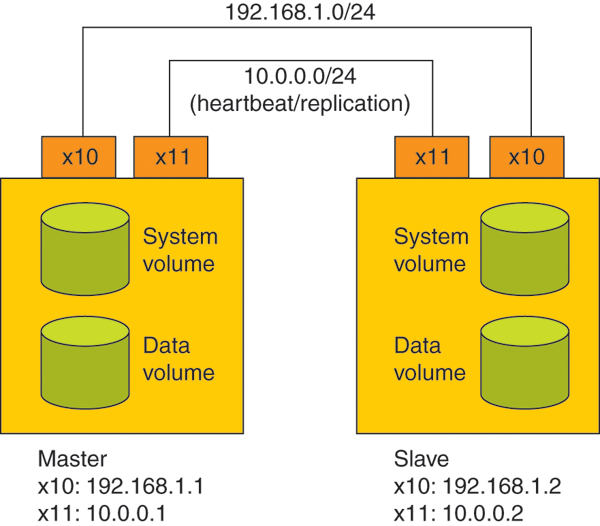 192.168.1.0/24
10.0.0.0/24
(heartbeat/replication)
x10
x11
x11
x10
System
volume
Data
volume
System
volume
Data
volume
Master
x10: 192.168.1.1
x11: 10.0.0.1
Slave
x10: 192.168.1.2
x11: 10.0.0.2